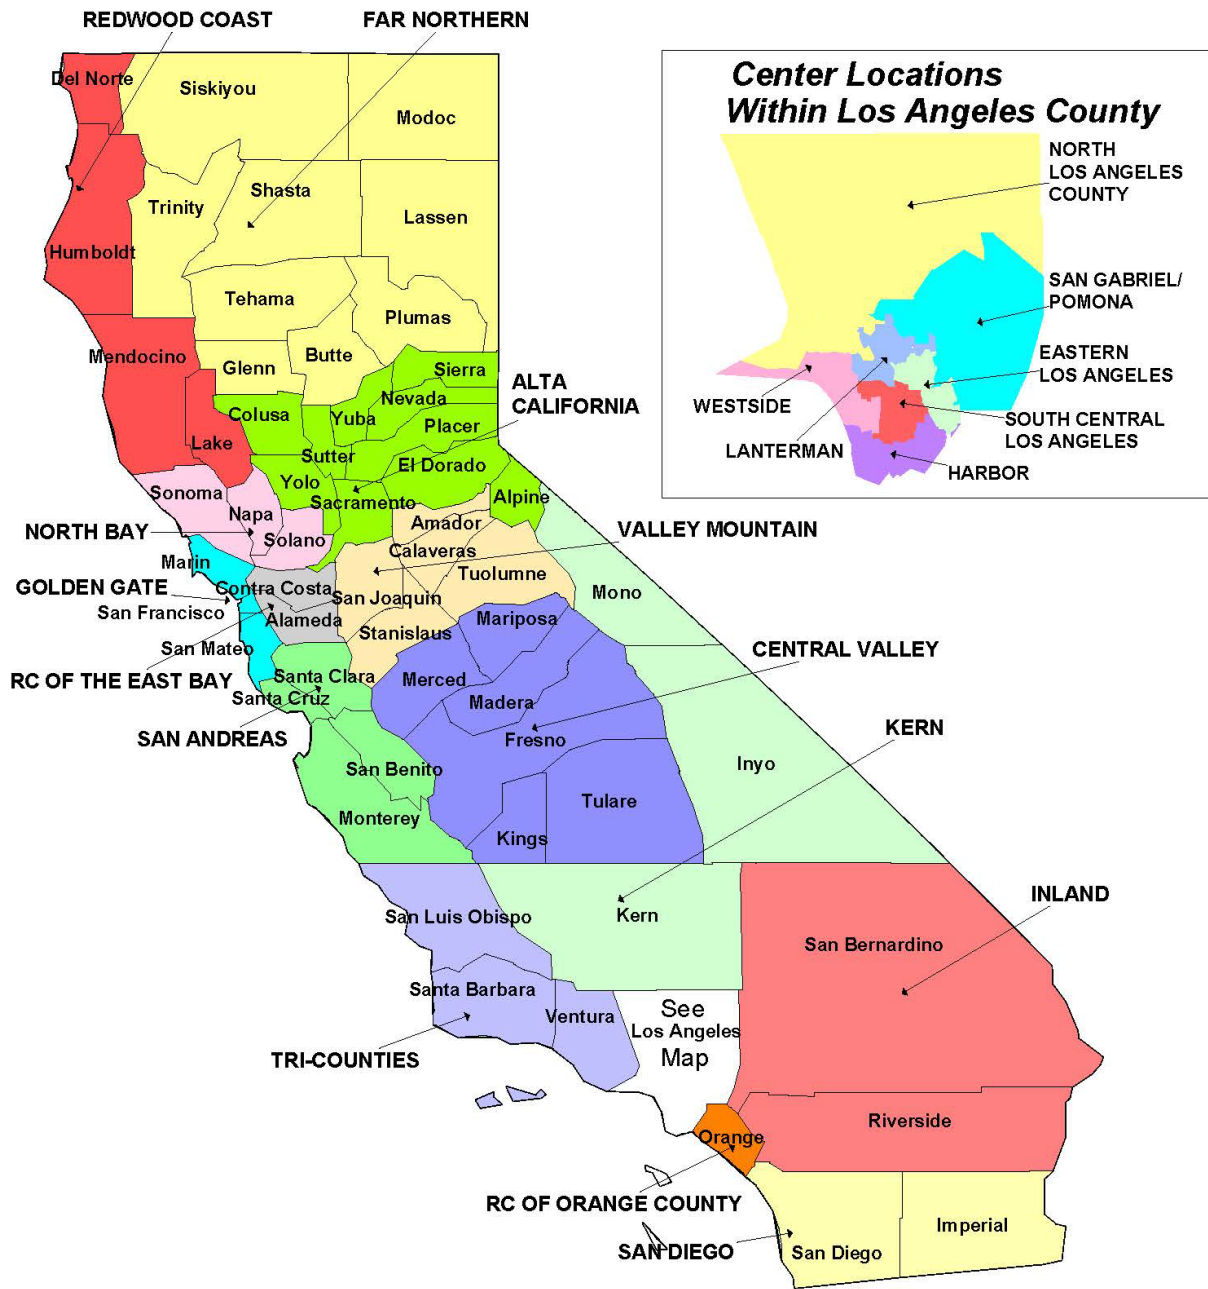 REDWOOD COAST
FAR NORTHERN
Center Locations
Within Los Angeles County
Del Norte
Siskiyou
Modoc
NORTH
LOS ANGELES
COUNTY
Shasta
Trinity
Lassen
Humboldt
SAN GABRIEL/
POMONA
Tehama
Plumas
Mendocino
Butte
Glenn
Sierra
EASTERN
LOS ANGELES
ALTA
CALIFORNIA
Nevada
WESTSIDE
Colusa
Yuba
Placer
SOUTH CENTRAL
LOS ANGELES
Lake
Sutter
LANTERMAN
El Dorado
HARBOR
Yolo
Sonoma
Sacramento
Alpine
Napa
Amador
NORTH BAY
Solano
VALLEY MOUNTAIN
Calaveras
Marin
Tuolumne
GOLDEN GATE
Contra Costa
Mono
San Joaquin
San Francisco
Alameda
Mariposa
Stanislaus
San Mateo
CENTRAL VALLEY
RC OF THE EAST BAY
Santa Clara
Merced
Santa Cruz
Madera
KERN
SAN ANDREAS
Fresno
Inyo
San Benito
Tulare
Monterey
Kings
INLAND
San Luis Obispo
Kern
San Bernardino
Santa Barbara
Ventura
See
Los Angeles
Map
TRI-COUNTIES
Riverside
Orange
RC OF ORANGE COUNTY
Imperial
SAN DIEGO
San Diego